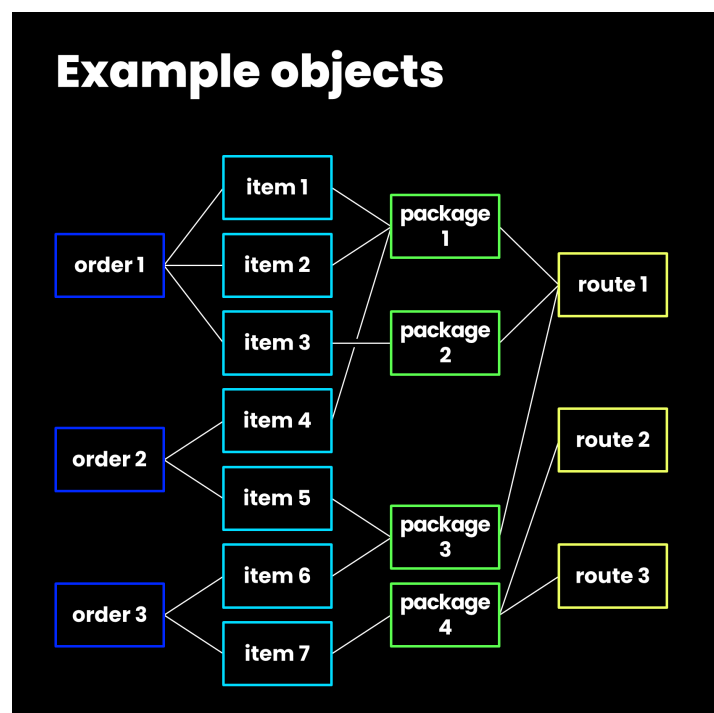 Example objects
item 1
package
1
order 1
item 2
route 1
item 3
package
2
item 4
route 2
order 2
item 5
package
3
item 6
route 3
order 3
package
4
item 7